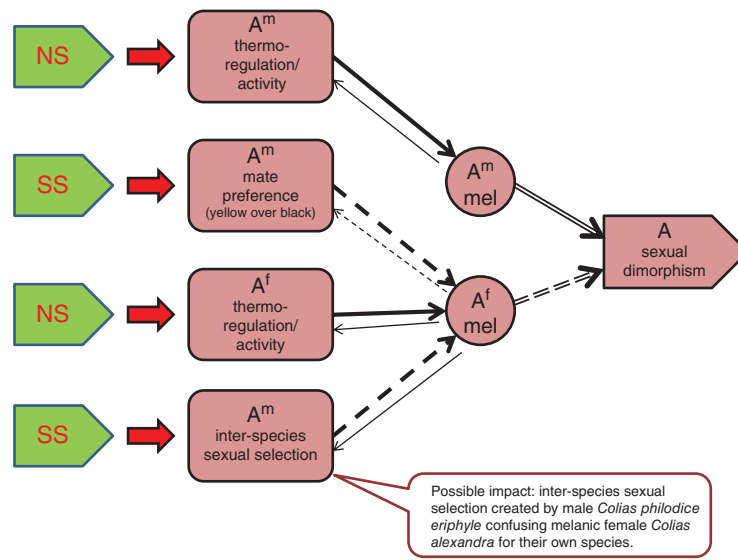 NS
A^m
thermo-
regulation/
activity
SS
A^m
mate
preference
(yellow over black)
NS
A^f
thermo-
regulation/
activity
SS
A^m
inter-species
sexual selection
A^m
mel
A^f
mel
A
sexual
dimorphism
Possible impact: inter-species sexual
selection created by male Colias philodice
eriphyle confusing melanic female Colias
alexandra for their own species.